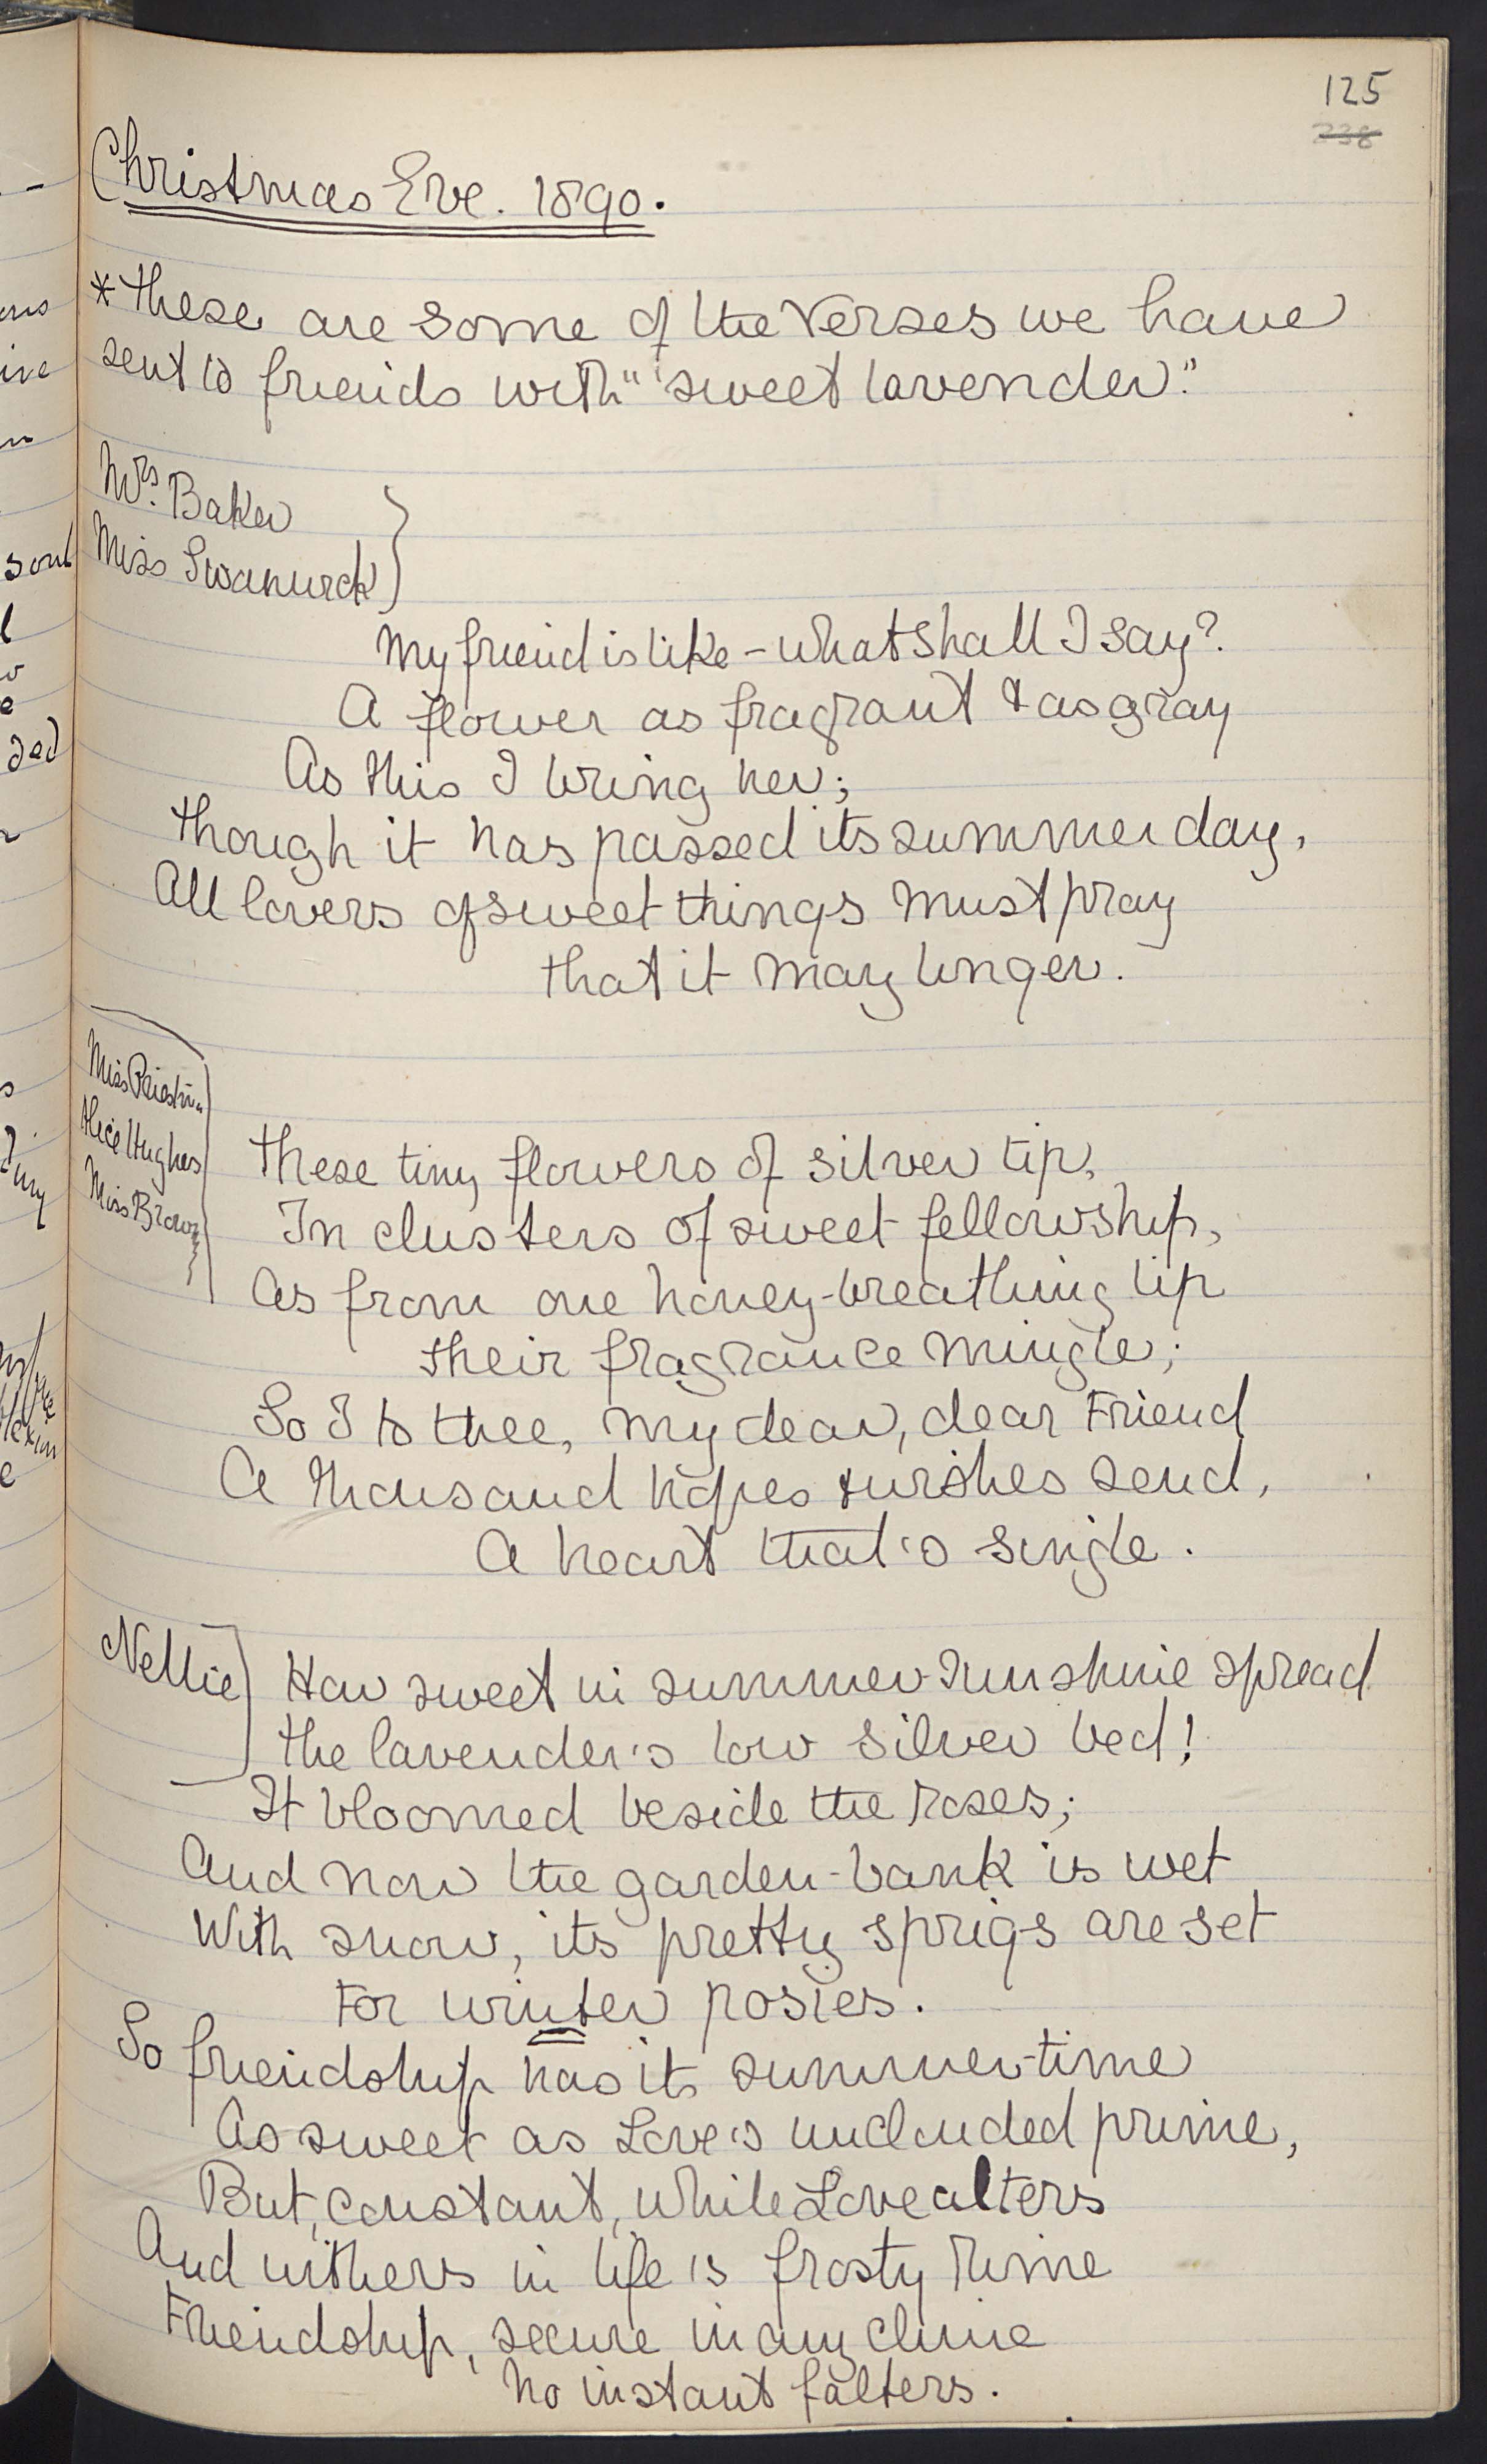 125
238
Christmas Eve. 1890.
* these are some of the Verses we have
sent to friends with "sweet lavender."
Mrs. Baker
Miss Swanwick
My friend is like – what shall I say?
A flower as fragrant & as gray
As this I bring her;
though it has passed its summer day,
All lovers of sweet things must pray
that it may linger.
Miss
Alice Hughes
Miss Brown
these tiny flowers of silver tip,
In clusters of sweet fellowship,
As from one honey-breathing lip
their fragrance mingle;
So I to thee, my dear, dear Friend
A thousand hopes & wishes send,
A heart that's single.
Nellie
How sweet in summer sunshine spread
the lavender's low silver bed!
It bloomed beside the roses;
And now the garden-bank is wet
With snow, its pretty sprigs are set
For winter posies.
So friendship has its summer-time
As sweet as Love's unclouded prime,
But, constant, while Love alters
And withers in life's frosty rime
Friendship, secure in any clime
No instant falters.